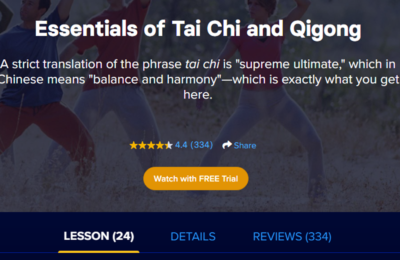 Essentials of Tai Chi and Qigong
A strict translation of the phrase tai chi is "supreme ultimate," which in
Chinese means "balance and harmony"—which is exactly what you get
here.
4.4 (334) Share
Watch with FREE Trial
LESSON (24) DETAILS REVIEWS (334)